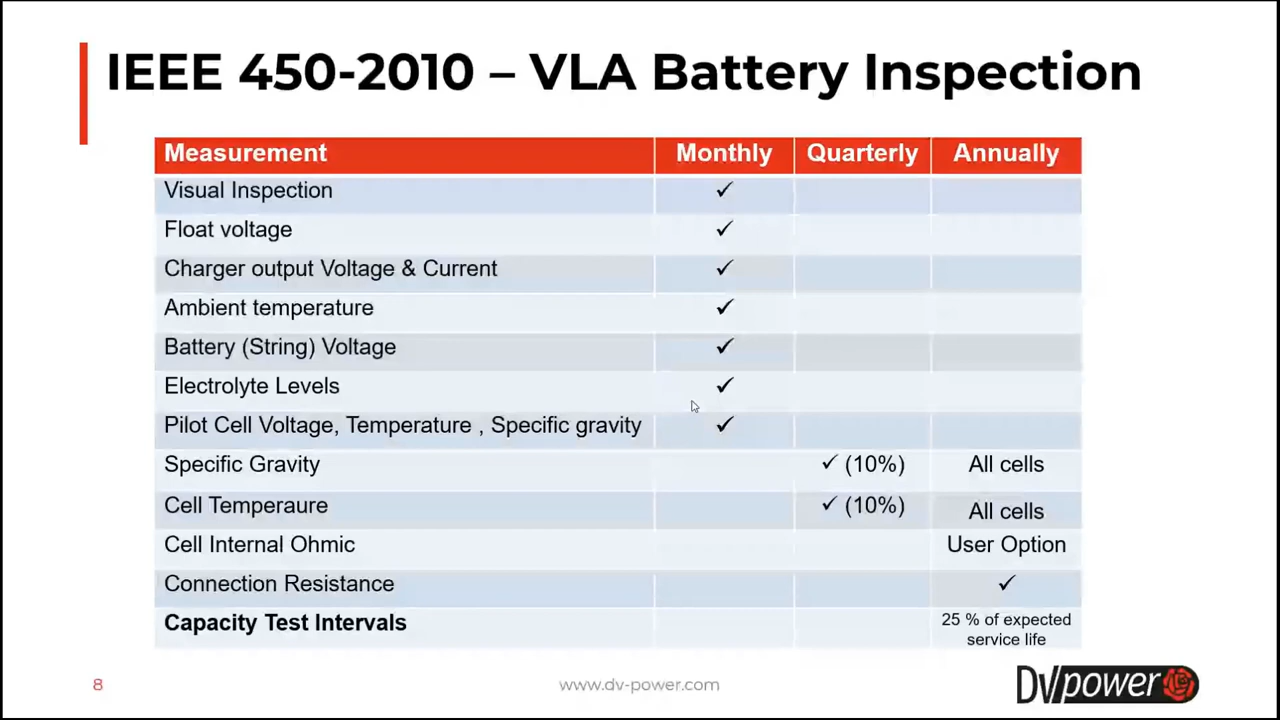 IEEE 450-2010 – VLA Battery Inspection
Measurement Monthly Quarterly Annually
Visual Inspection ✓
Float voltage ✓
Charger output Voltage & Current ✓
Ambient temperature ✓
Battery (String) Voltage ✓
Electrolyte Levels ✓
Pilot Cell Voltage, Temperature , Specific gravity ✓
Specific Gravity ✓ (10%) All cells
Cell Temperaure ✓ (10%) All cells
Cell Internal Ohmic User Option
Connection Resistance ✓
Capacity Test Intervals 25 % of expected
service life
8 www.dv-power.com DVpower